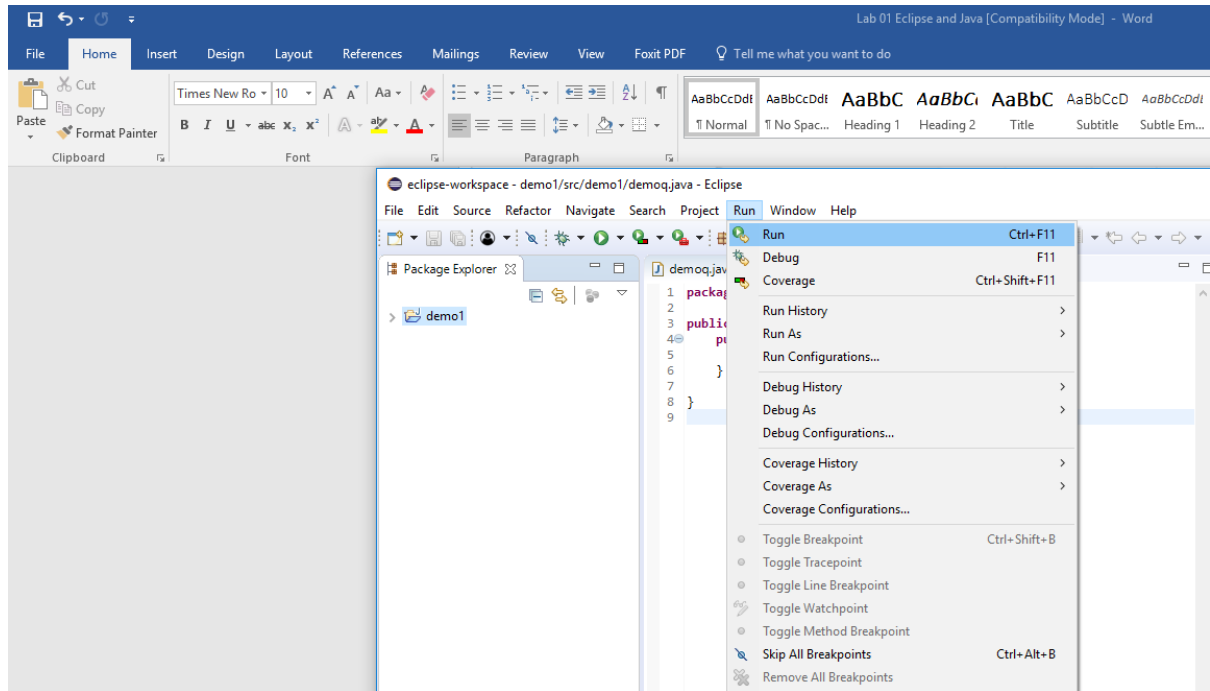 Lab 01 Eclipse and Java [Compatibility Mode] - Word
File Home Insert Design Layout References Mailings Review View Foxit PDF Tell me what you want to do
Paste
Cut
Copy
Format Painter
Clipboard
Times New Ro 10 A A Aa
B I U abc X₂ X² A aby A
Font
Paragraph
AaBbCcDdE AaBbCcDdE AaBbC AaBbC AaBbC AaBbCcD AaBbCcDdE
¶ Normal ¶ No Spac... Heading 1 Heading 2 Title Subtitle Subtle Em...
eclipse-workspace - demo1/src/demo1/demoq.java - Eclipse
File Edit Source Refactor Navigate Search Project Run Window Help
Package Explorer
demo1
demoq.jav
1 packag
2
3 public
4 pu
5
6 }
7
8 }
9
Run Ctrl+F11
Debug F11
Coverage Ctrl+Shift+F11
Run History
Run As
Run Configurations...
Debug History
Debug As
Debug Configurations...
Coverage History
Coverage As
Coverage Configurations...
Toggle Breakpoint Ctrl+Shift+B
Toggle Tracepoint
Toggle Line Breakpoint
Toggle Watchpoint
Toggle Method Breakpoint
Skip All Breakpoints Ctrl+Alt+B
Remove All Breakpoints